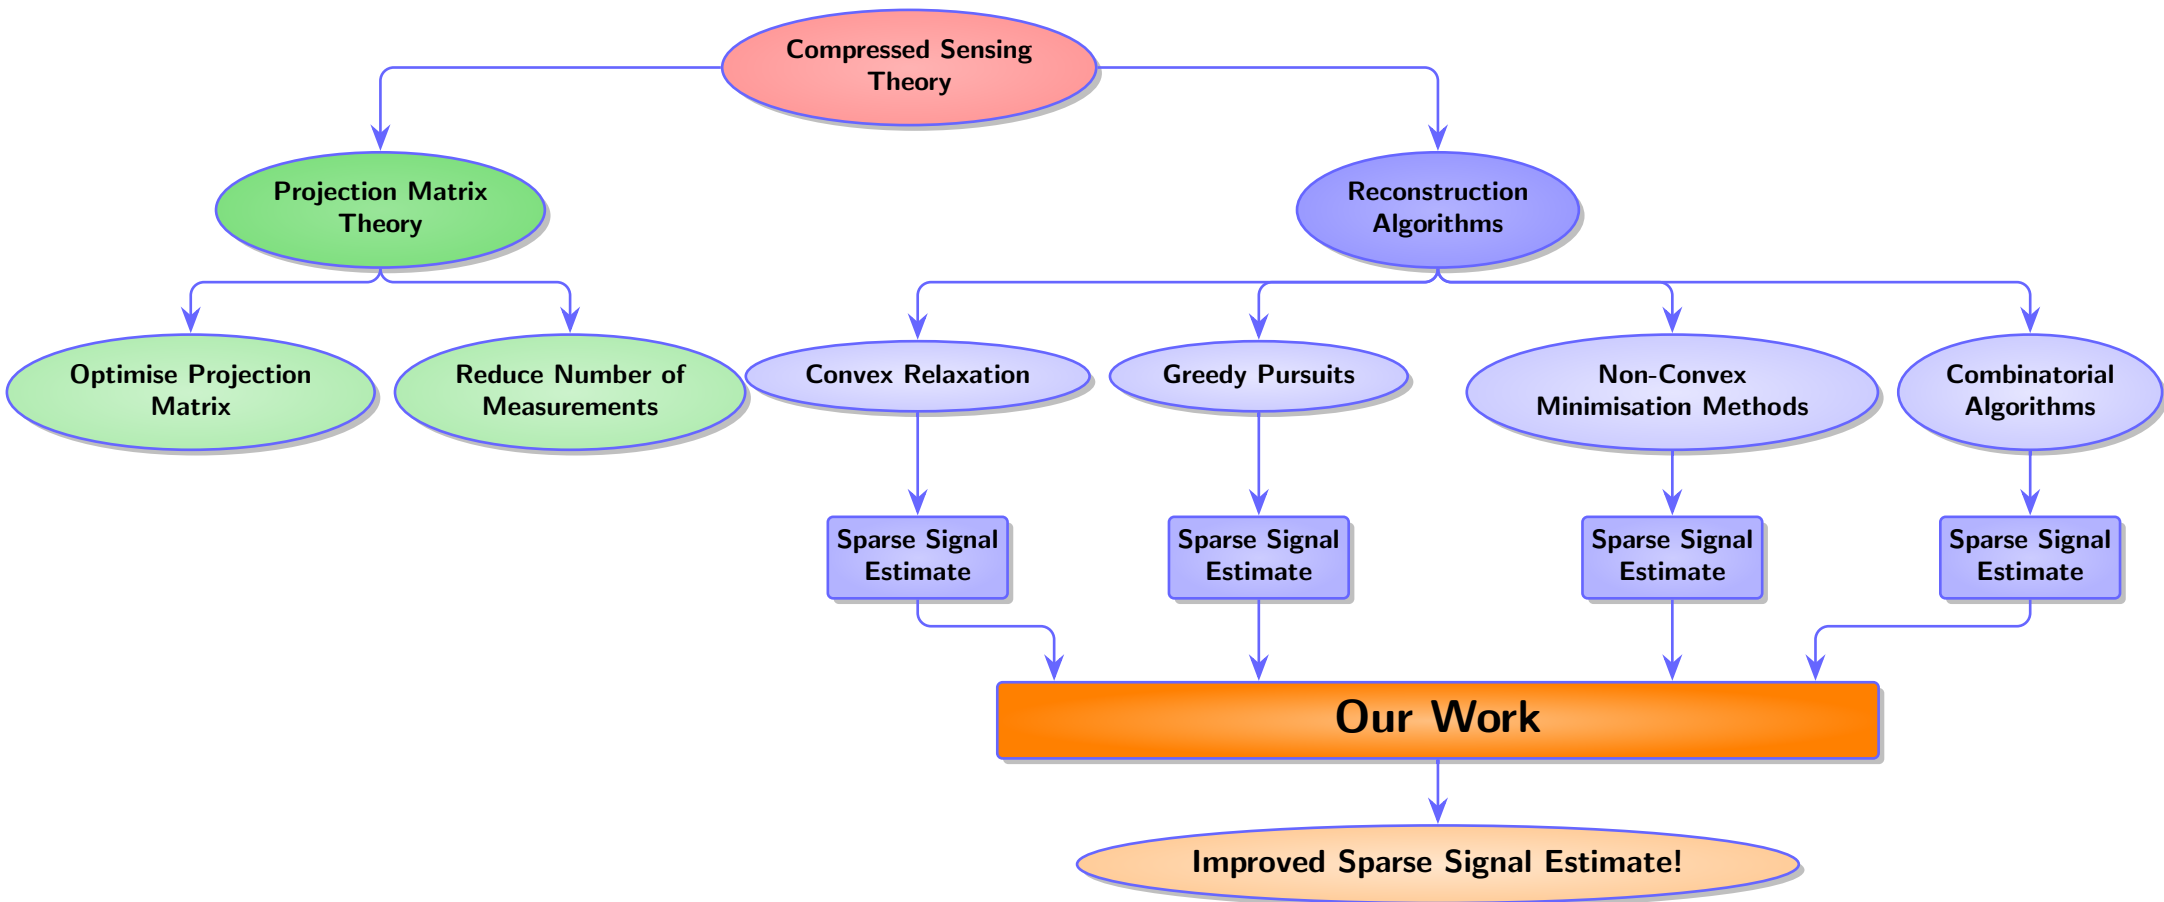 Compressed Sensing
Theory
Projection Matrix
Theory
Reconstruction
Algorithms
Optimise Projection
Matrix
Reduce Number of
Measurements
Convex Relaxation
Greedy Pursuits
Non-Convex
Minimisation Methods
Combinatorial
Algorithms
Sparse Signal
Estimate
Sparse Signal
Estimate
Sparse Signal
Estimate
Sparse Signal
Estimate
Our Work
Improved Sparse Signal Estimate!